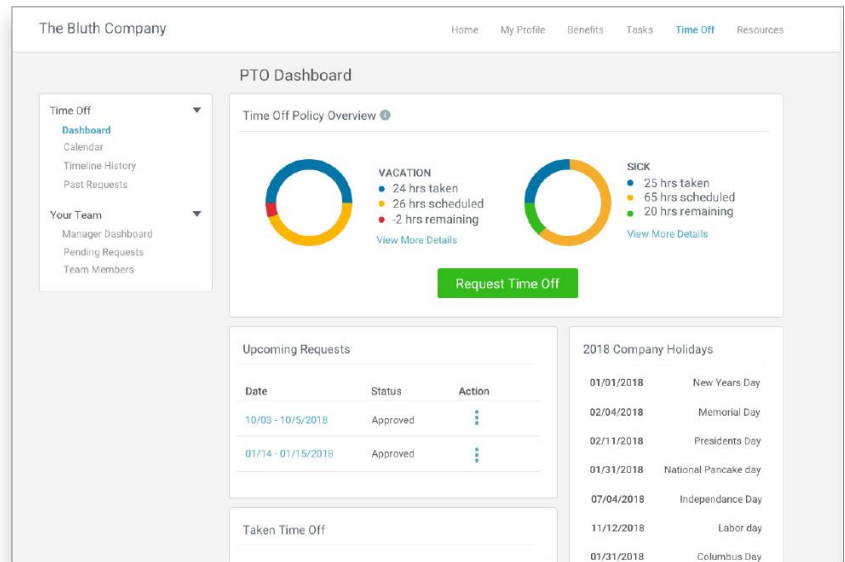 The Bluth Company
Home My Profile Benefits Tasks Time Off Resources
PTO Dashboard
Time Off
Dashboard
Calendar
Timeline History
Past Requests
Your Team
Manager Dashboard
Pending Requests
Team Members
Time Off Policy Overview
VACATION
24 hrs taken
26 hrs scheduled
-2 hrs remaining
View More Details
SICK
25 hrs taken
65 hrs scheduled
20 hrs remaining
View More Details
Request Time Off
Upcoming Requests
Date Status Action
10/03 - 10/5/2018 Approved
01/14 - 01/15/2018 Approved
Taken Time Off
2018 Company Holidays
01/01/2018 New Years Day
02/04/2018 Memorial Day
02/11/2018 Presidents Day
01/31/2018 National Pancake day
07/04/2018 Independance Day
11/12/2018 Labor day
01/31/2018 Columbus Day